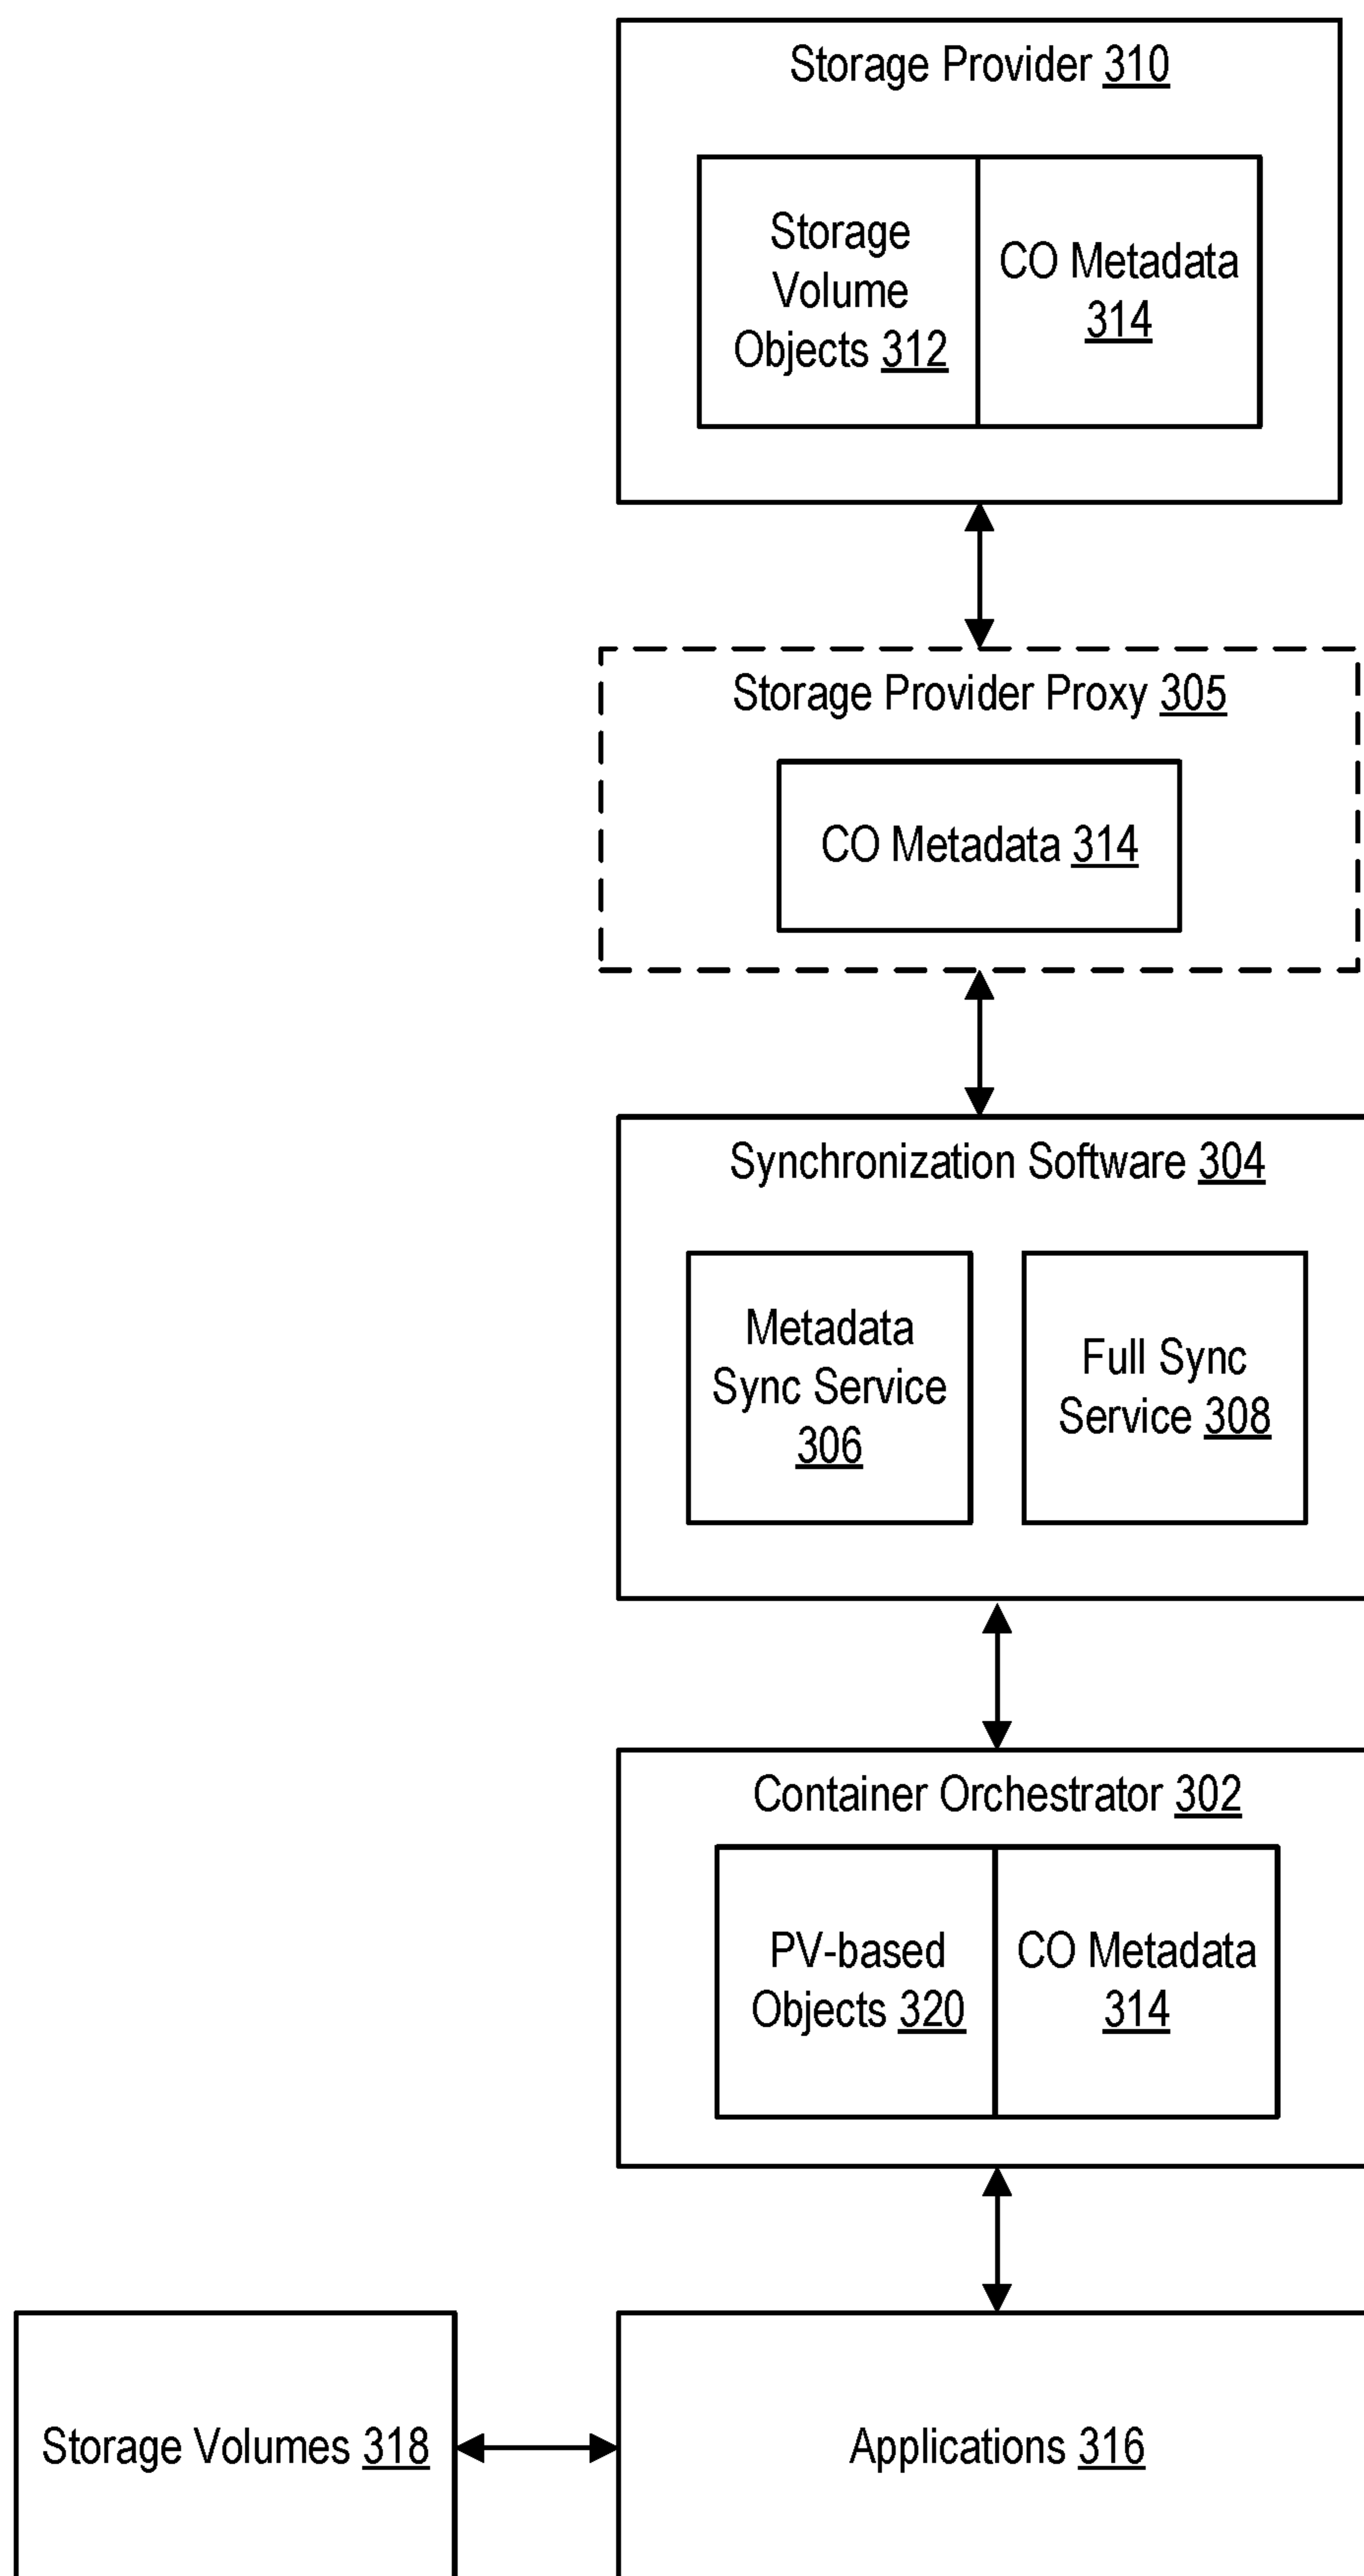 Storage Provider 310
Storage
Volume
Objects 312
CO Metadata
314
Storage Provider Proxy 305
CO Metadata 314
Synchronization Software 304
Metadata
Sync Service
306
Full Sync
Service 308
Container Orchestrator 302
PV-based
Objects 320
CO Metadata
314
Storage Volumes 318
Applications 316